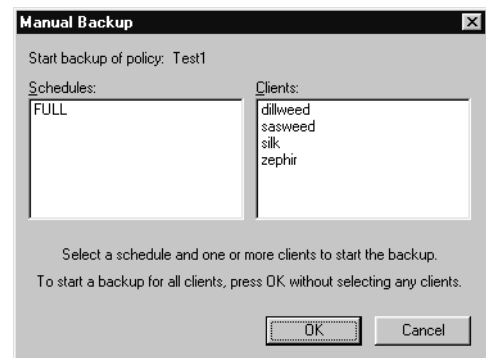 Manual Backup
Start backup of policy: Test1
Schedules:
Clients:
FULL
dillweed
sasweed
silk
zephir
Select a schedule and one or more clients to start the backup.
To start a backup for all clients, press OK without selecting any clients.
OK
Cancel